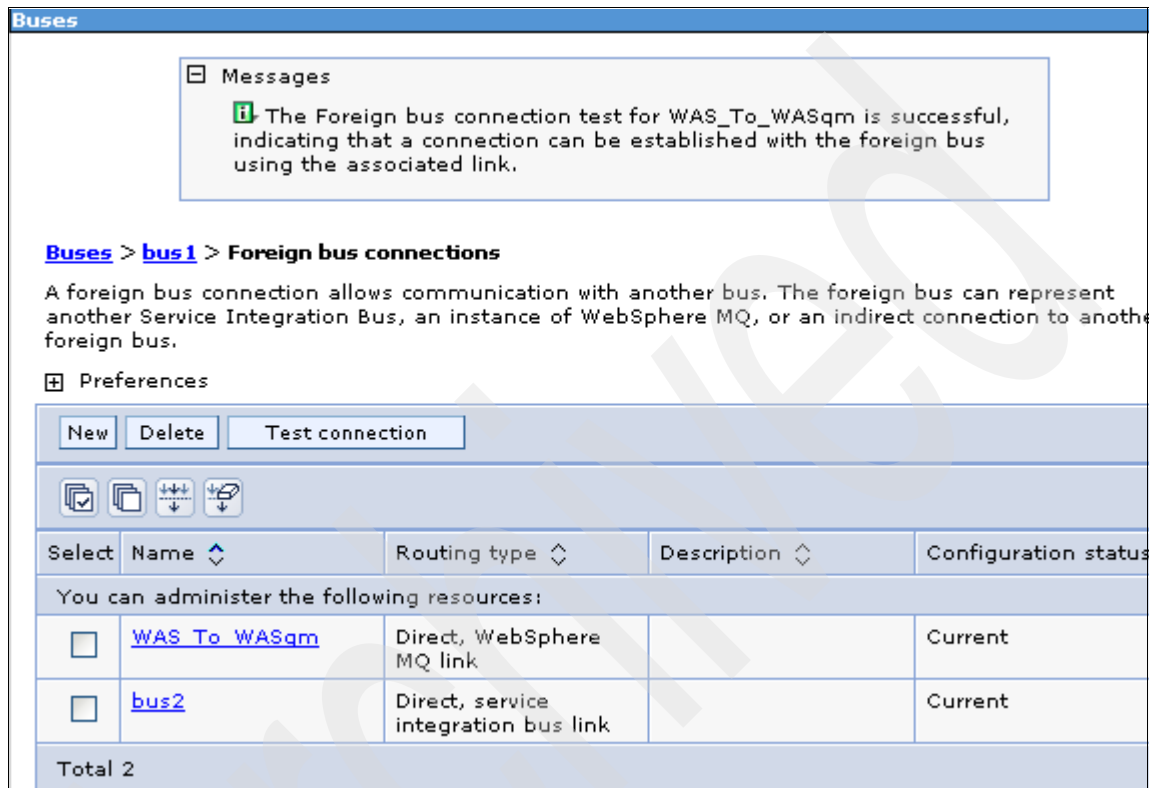 Buses
Messages
The Foreign bus connection test for WAS_To_WASqm is successful,
indicating that a connection can be established with the foreign bus
using the associated link.
Buses > bus1 > Foreign bus connections
A foreign bus connection allows communication with another bus. The foreign bus can represent
another Service Integration Bus, an instance of WebSphere MQ, or an indirect connection to anothe
foreign bus.
Preferences
New Delete Test connection
Select Name Routing type Description Configuration status
You can administer the following resources:
WAS_To_WASqm Direct, WebSphere Current
MQ link
bus2 Direct, service Current
integration bus link
Total 2